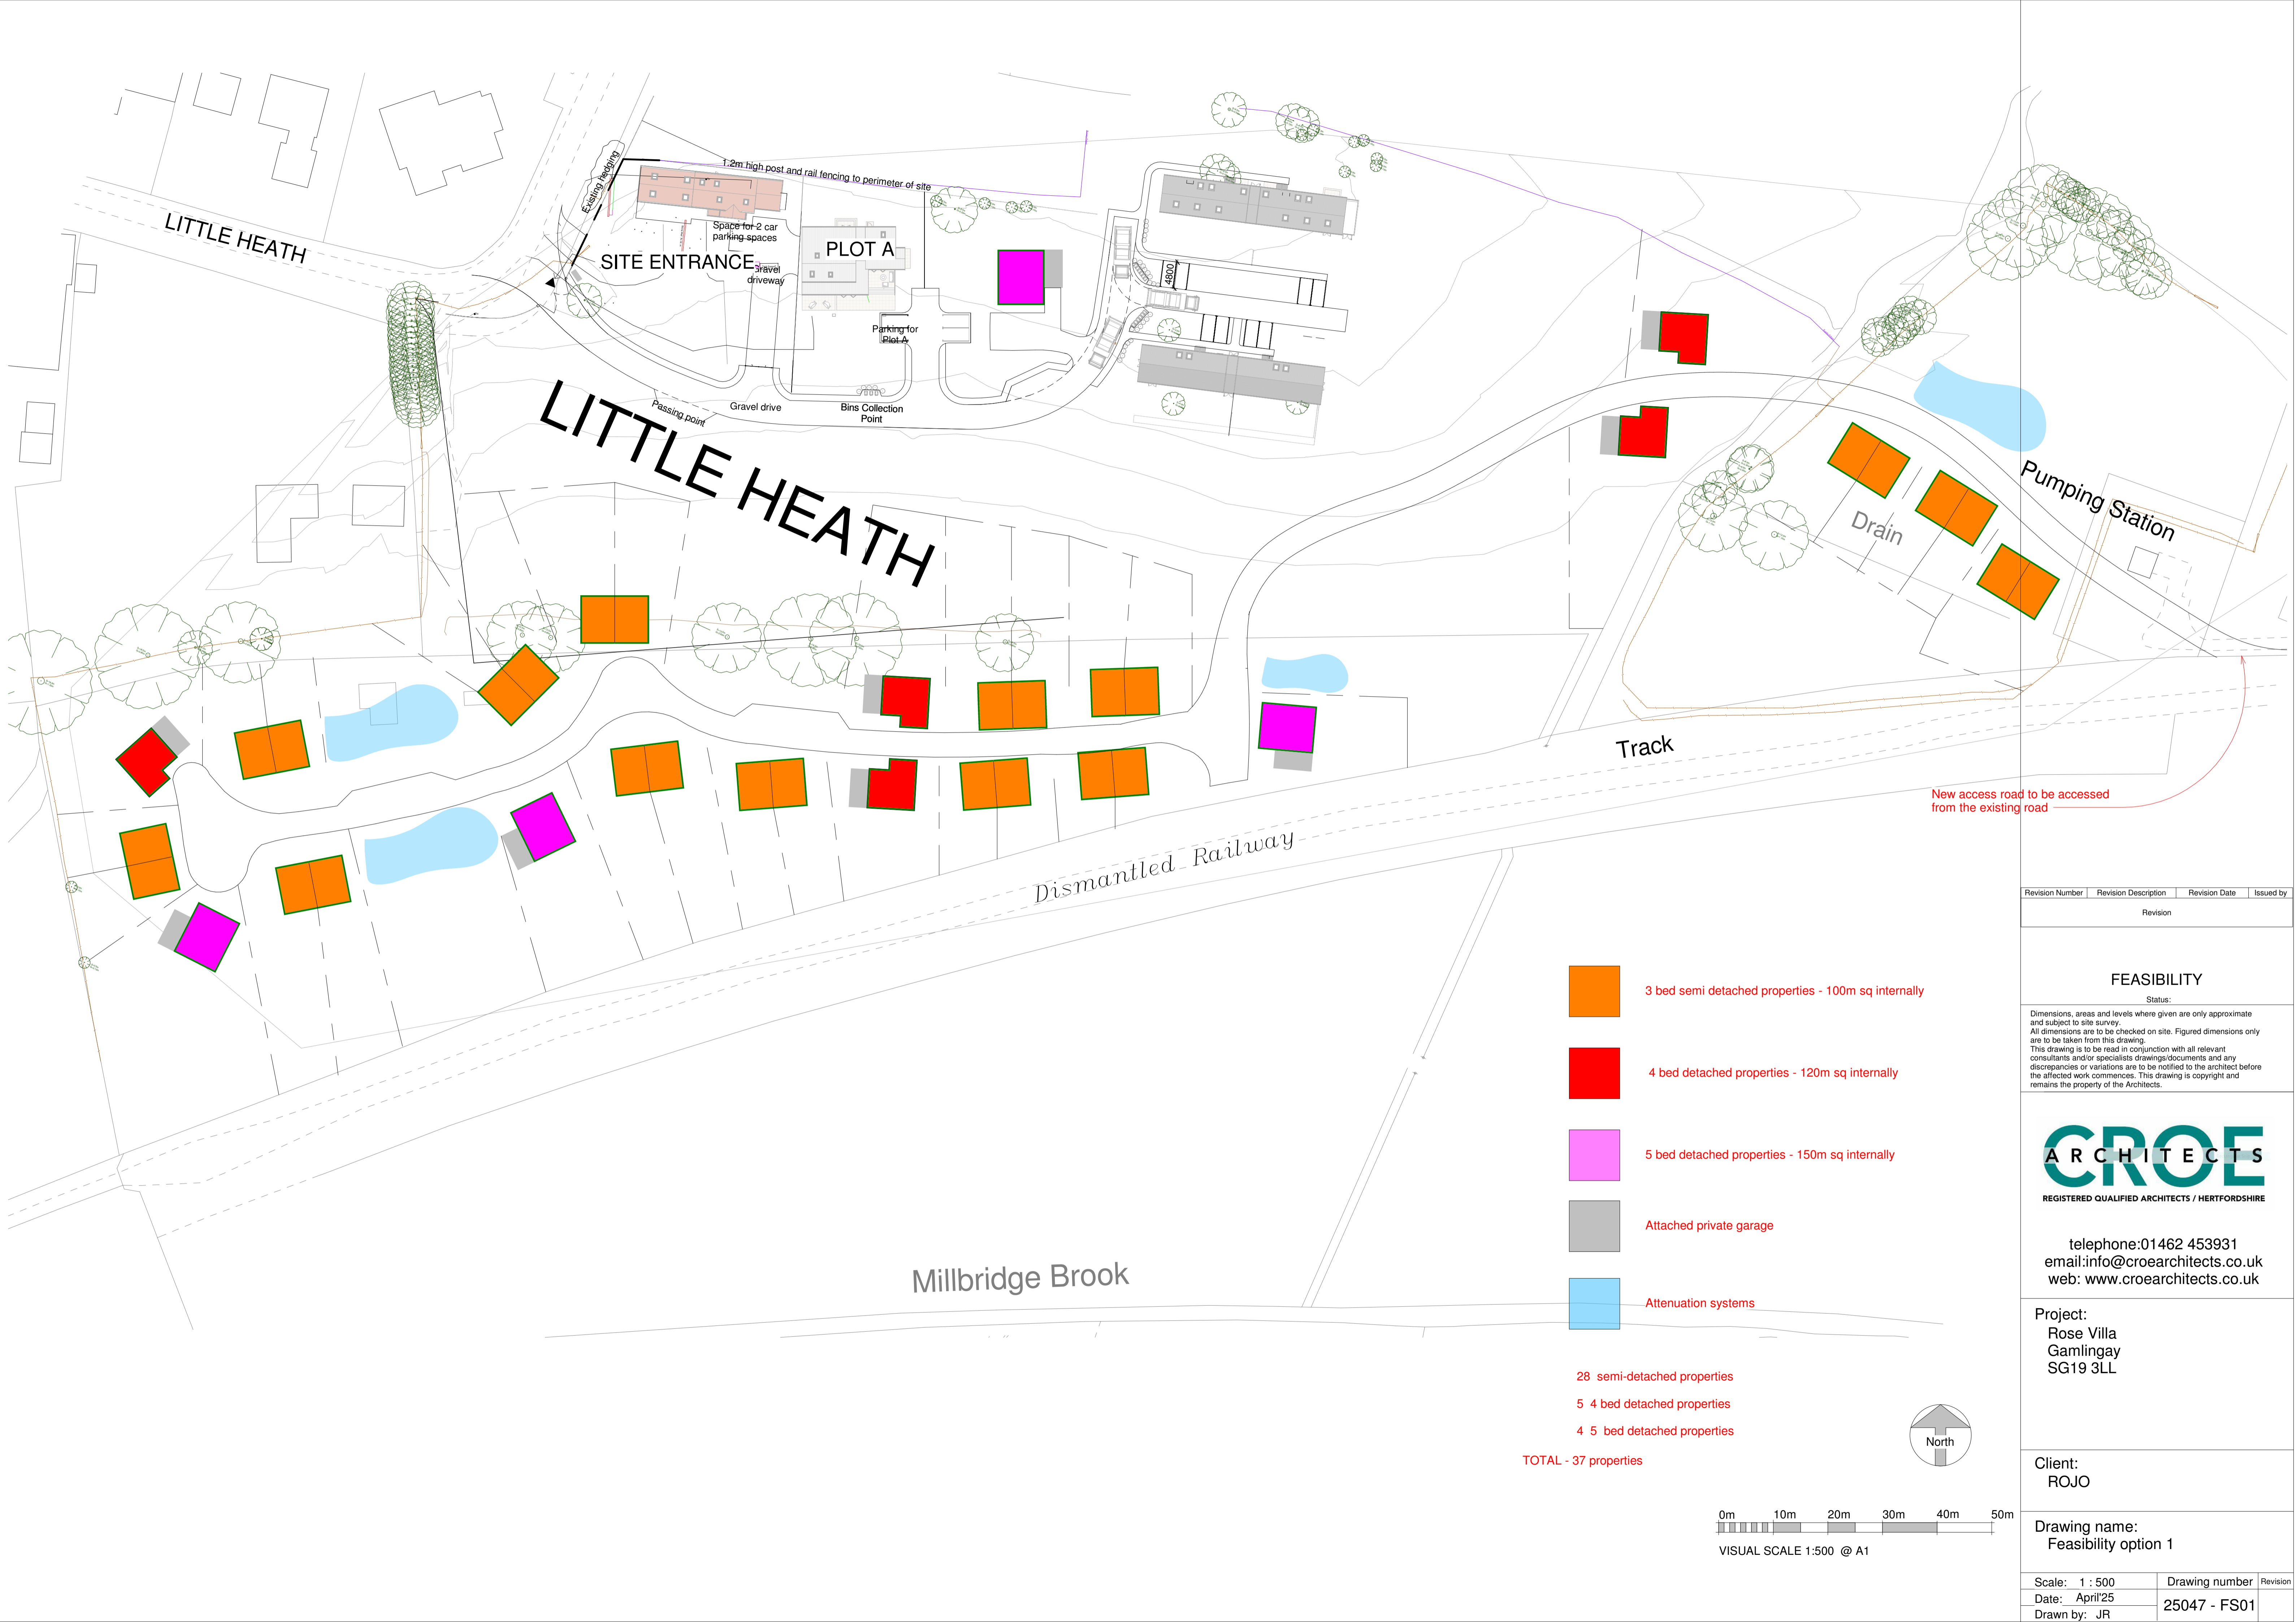 LITTLE HEATH
Existing hedging
1.2m high post and rail fencing to perimeter of site
Space for 2 car
parking spaces
SITE ENTRANCE
Gravel
driveway
PLOT A
Parking for
Plot A
4800
Passing point
Gravel drive
Bins Collection
Point
LITTLE HEATH
Pumping Station
Drain
Track
Dismantled Railway
New access road to be accessed
from the existing road
Millbridge Brook
3 bed semi detached properties - 100m sq internally
4 bed detached properties - 120m sq internally
5 bed detached properties - 150m sq internally
Attached private garage
Attenuation systems
28 semi-detached properties
5 4 bed detached properties
4 5 bed detached properties
TOTAL - 37 properties
North
0m 10m 20m 30m 40m 50m
VISUAL SCALE 1:500 @ A1
Revision Number Revision Description Revision Date Issued by
Revision
FEASIBILITY
Status:
Dimensions, areas and levels where given are only approximate
and subject to site survey.
All dimensions are to be checked on site. Figured dimensions only
are to be taken from this drawing.
This drawing is to be read in conjunction with all relevant
consultants and/or specialists drawings/documents and any
discrepancies or variations are to be notified to the architect before
the affected work commences. This drawing is copyright and
remains the property of the Architects.
CROE
ARCHITECTS
REGISTERED QUALIFIED ARCHITECTS / HERTFORDSHIRE
telephone:01462 453931
email:info@croearchitects.co.uk
web: www.croearchitects.co.uk
Project:
Rose Villa
Gamlingay
SG19 3LL
Client:
ROJO
Drawing name:
Feasibility option 1
Scale: 1 : 500
Date: April'25
Drawn by: JR
Drawing number
25047 - FS01
Revision